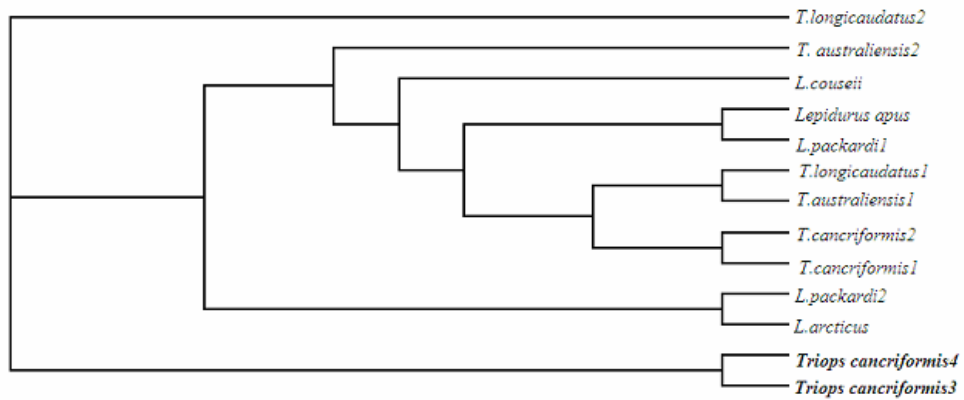 T.longicaudatus2
T. australiensis2
L.couseii
Lepidurus apus
L.packardi1
T.longicaudatus1
T.australiensis1
T.cancriformis2
T.cancriformis1
L.packardi2
L.arcticus
Triops cancriformis4
Triops cancriformis3